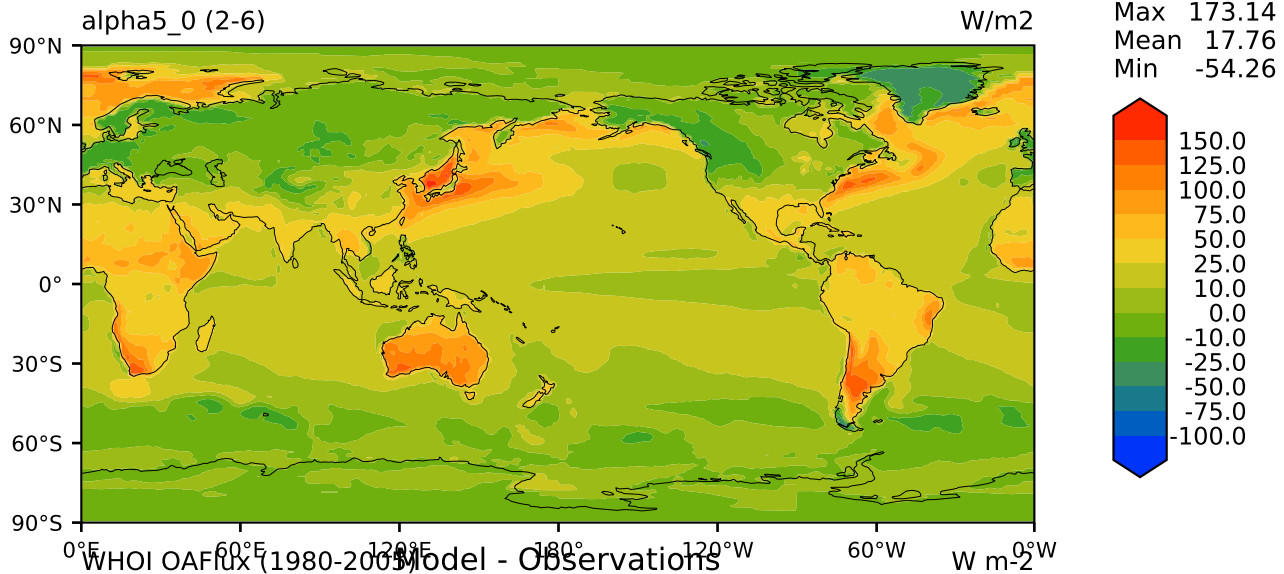 alpha5_0 (2-6) W/m2
Max 173.14
Mean 17.76
Min -54.26
90°N
60°N
30°N
0°
30°S
60°S
90°S
150.0
125.0
100.0
75.0
50.0
25.0
10.0
0.0
-10.0
-25.0
-50.0
-75.0
-100.0
0°E 60°E 120°E 180° 120°W 60°W 0°W
WHOI OAFlux (1980-2005) Model - Observations W m-2